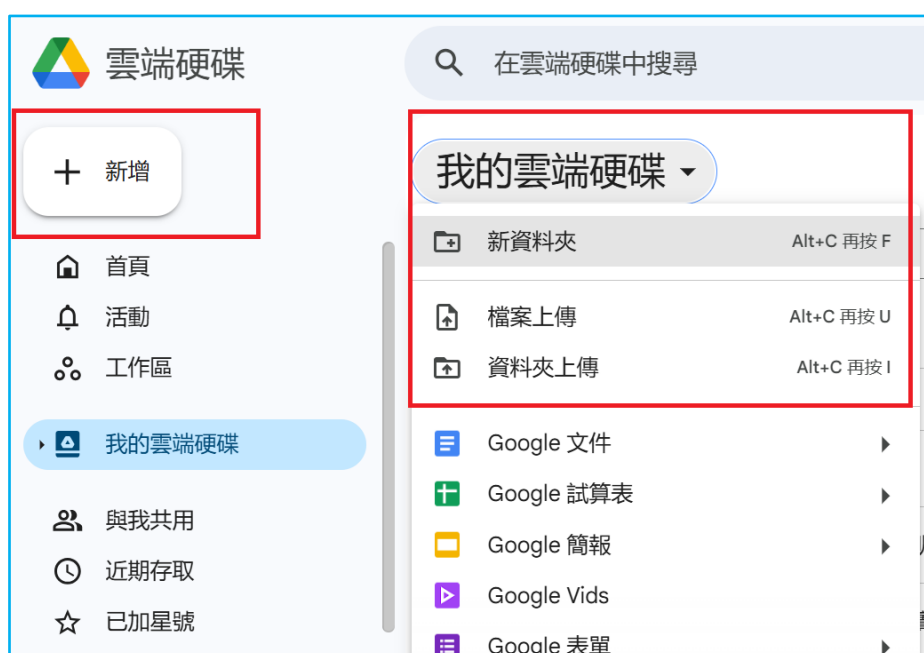 雲端硬碟
在雲端硬碟中搜尋
新增
首頁
活動
工作區
我的雲端硬碟
與我共用
近期存取
已加星號
我的雲端硬碟
新資料夾 Alt+C 再按 F
檔案上傳 Alt+C 再按 U
資料夾上傳 Alt+C 再按 I
Google 文件
Google 試算表
Google 簡報
Google Vids
Google 表單